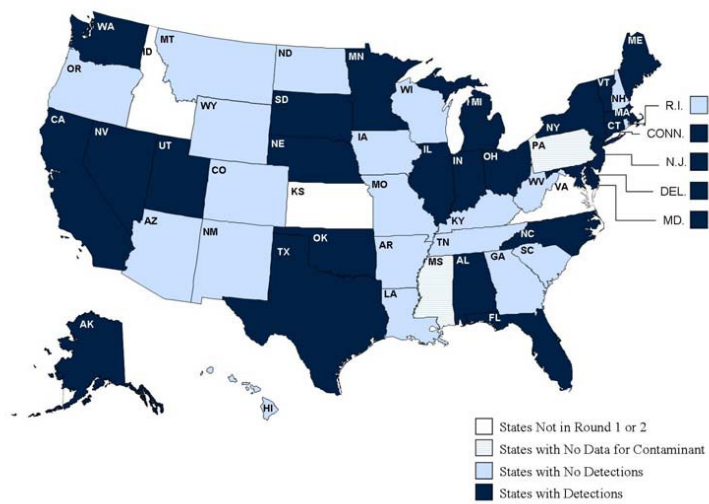 WA
ID
MT
ND
MN
ME
OR
VT
NH
WI
MI
R.I.
SD
WY
MA
CT
CONN.
NY
CA
NV
UT
NE
IA
PA
N.J.
IL
IN
OH
CO
DEL.
WV
VA
KS
MO
KY
MD.
AZ
NM
OK
AR
TN
NC
TX
MS
AL
GA
SC
LA
FL
AK
HI
States Not in Round 1 or 2
States with No Data for Contaminant
States with No Detections
States with Detections